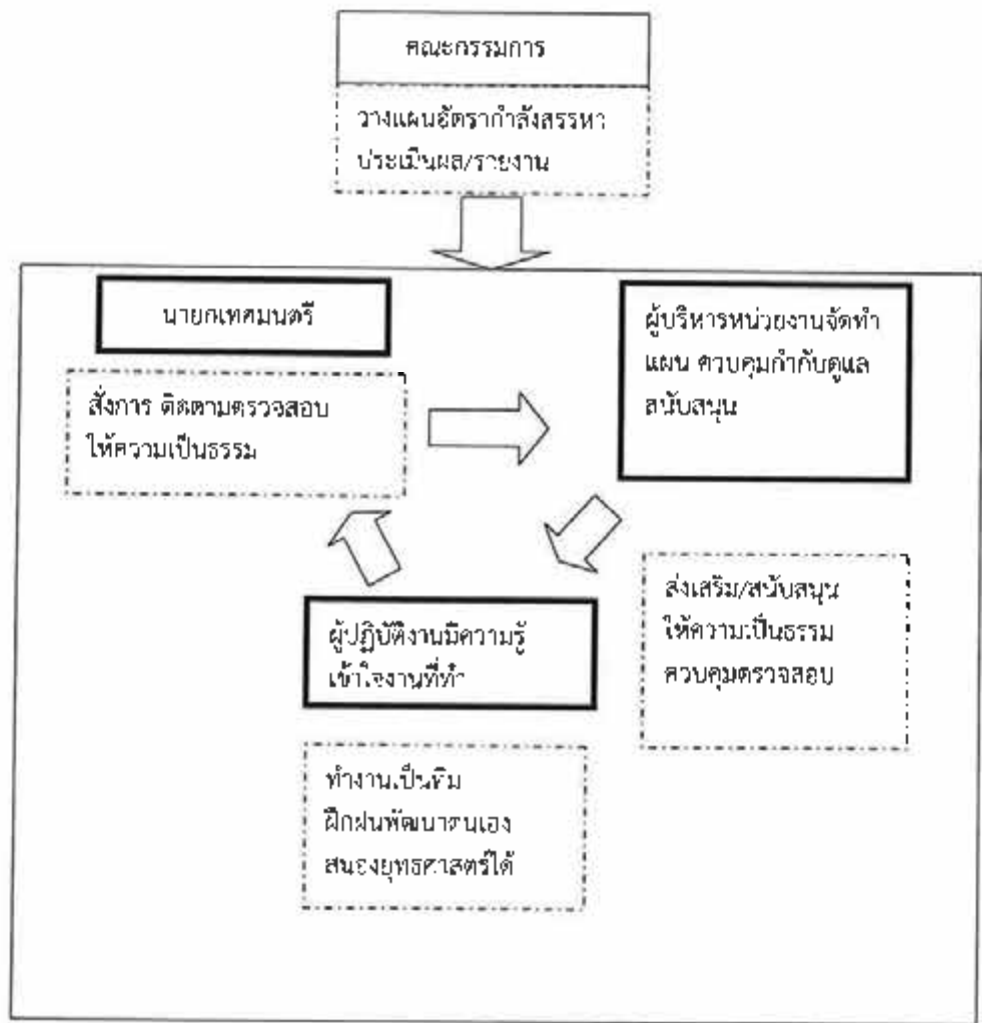 คณะกรรมการ
วางแผนอัตรากำลังสรรหา
ประเมินผล/รายงาน
นายกเทศมนตรี
สั่งการ ติดตามตรวจสอบ
ให้ความเป็นธรรม
ผู้บริหารหน่วยงานจัดทำ
แผน ควบคุมกำกับดูแล
สนับสนุน
ส่งเสริม/สนับสนุน
ให้ความเป็นธรรม
ควบคุมตรวจสอบ
ผู้ปฏิบัติงานมีความรู้
เข้าใจงานที่ทำ
ทำงานเป็นทีม
ฝึกฝนพัฒนาตนเอง
สนองยุทธศาสตร์ได้